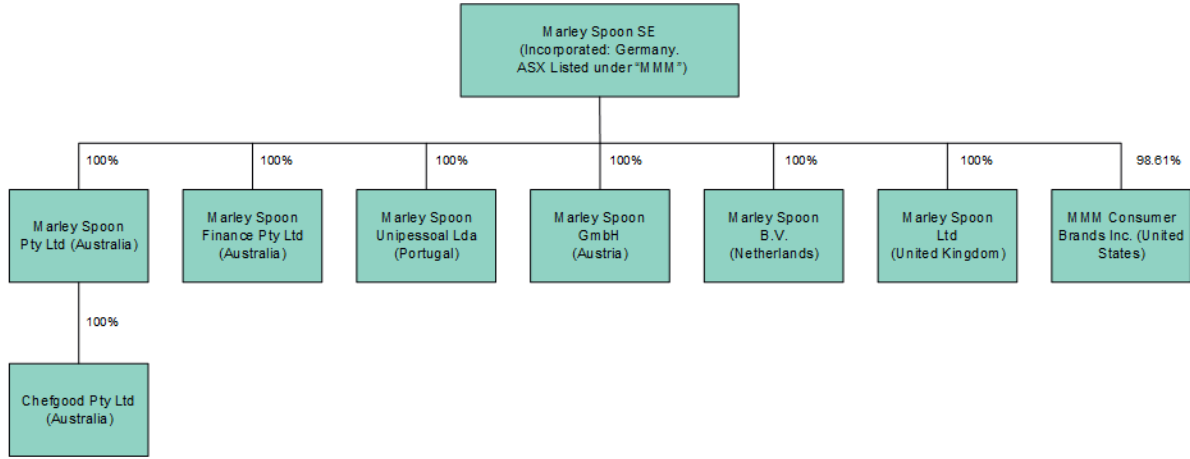 Marley Spoon SE
(Incorporated: Germany.
ASX Listed under “MMM”)
100%
100%
100%
100%
100%
100%
98.61%
Marley Spoon
Pty Ltd (Australia)
Marley Spoon
Finance Pty Ltd
(Australia)
Marley Spoon
Unipessoal Lda
(Portugal)
Marley Spoon
GmbH
(Austria)
Marley Spoon
B.V.
(Netherlands)
Marley Spoon
Ltd
(United Kingdom)
MMM Consumer
Brands Inc. (United
States)
100%
Chefgood Pty Ltd
(Australia)